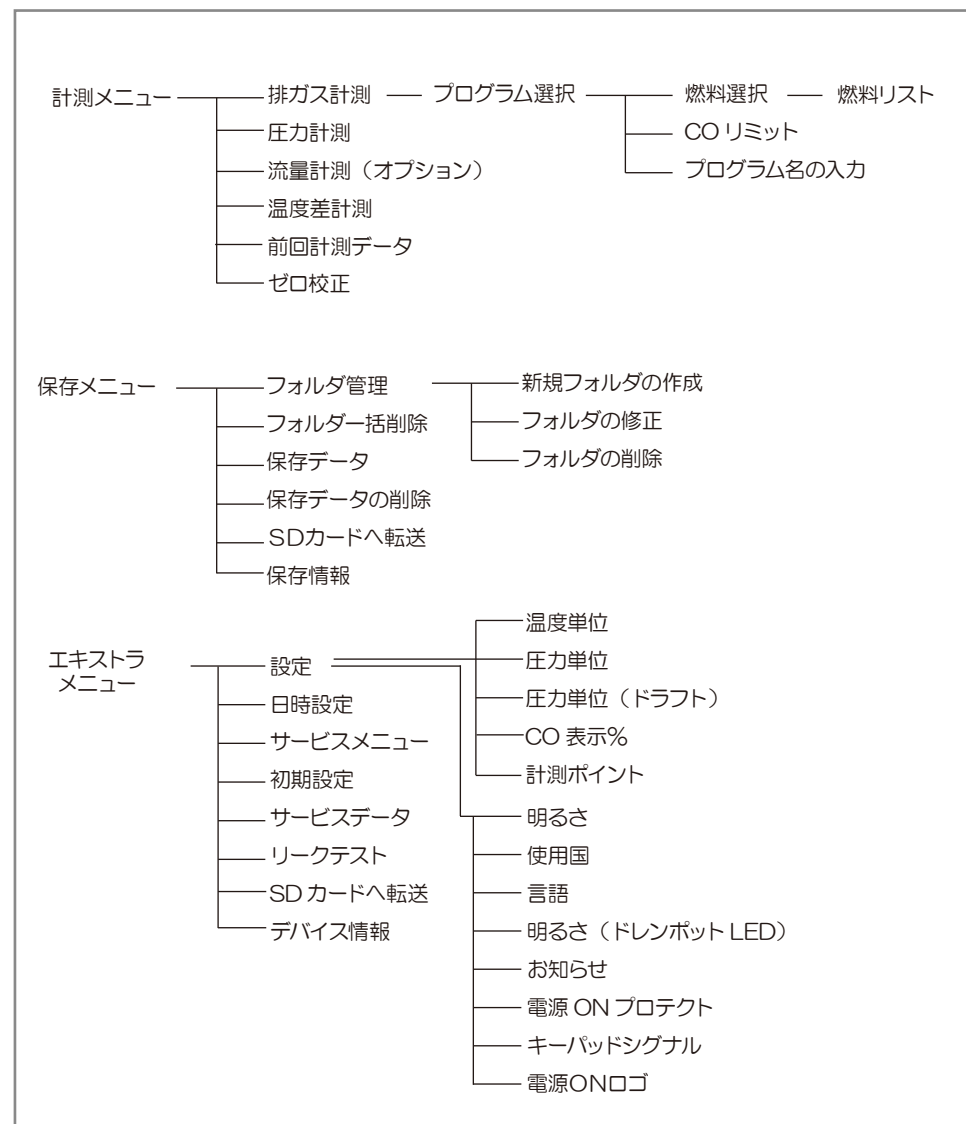 計測メニュー 排ガス計測 プログラム選択 燃料選択 燃料リスト
圧力計測 CO リミット
流量計測（オプション） プログラム名の入力
温度差計測
前回計測データ
ゼロ校正
保存メニュー フォルダ管理 新規フォルダの作成
フォルダー括削除 フォルダの修正
保存データ フォルダの削除
保存データの削除
SDカードへ転送
保存情報
エキストラ
メニュー
設定
日時設定
サービスメニュー
初期設定
サービスデータ
リークテスト
SD カードへ転送
デバイス情報
温度単位
圧力単位
圧力単位（ドラフト）
CO 表示%
計測ポイント
明るさ
使用国
言語
明るさ（ドレンポット LED）
お知らせ
電源 ON プロテクト
キーパッドシグナル
電源ONロゴ